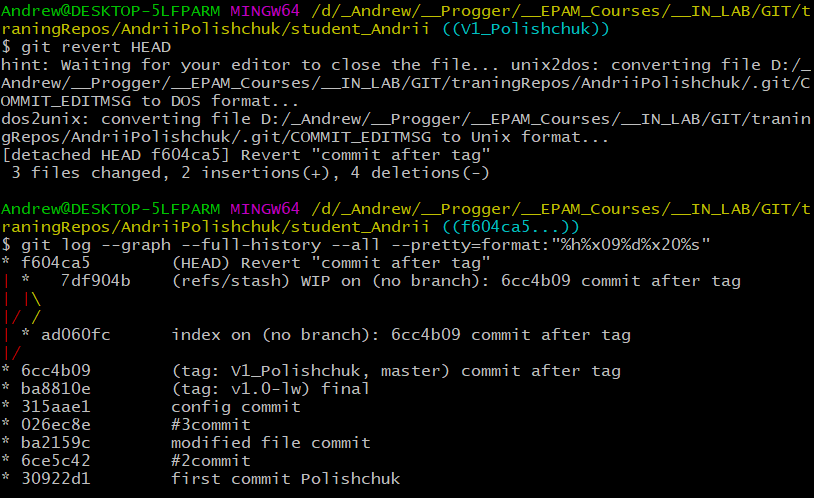 Andrew@DESKTOP-5LFPARM MINGW64 /d/_Andrew/__Progger/__EPAM_Courses/__IN_LAB/GIT/t
raningRepos/AndriiPolishchuk/student_Andrii ((V1_Polishchuk))
$ git revert HEAD
hint: Waiting for your editor to close the file... unix2dos: converting file D:/_
Andrew/__Progger/__EPAM_Courses/__IN_LAB/GIT/traningRepos/AndriiPolishchuk/.git/C
OMMIT_EDITMSG to DOS format...
dos2unix: converting file D:/_Andrew/__Progger/__EPAM_Courses/__IN_LAB/GIT/tranin
gRepos/AndriiPolishchuk/.git/COMMIT_EDITMSG to Unix format...
[detached HEAD f604ca5] Revert "commit after tag"
 3 files changed, 2 insertions(+), 4 deletions(-)

Andrew@DESKTOP-5LFPARM MINGW64 /d/_Andrew/__Progger/__EPAM_Courses/__IN_LAB/GIT/t
raningRepos/AndriiPolishchuk/student_Andrii ((f604ca5...))
$ git log --graph --full-history --all --pretty=format:"%h%x09%d%x20%s"
* f604ca5        (HEAD) Revert "commit after tag"
| *   7df904b    (refs/stash) WIP on (no branch): 6cc4b09 commit after tag
| |\
|/ /
| * ad060fc      index on (no branch): 6cc4b09 commit after tag
|/
* 6cc4b09        (tag: V1_Polishchuk, master) commit after tag
* ba8810e        (tag: v1.0-lw) final
* 315aae1        config commit
* 026ec8e        #3commit
* ba2159c        modified file commit
* 6ce5c42        #2commit
* 30922d1        first commit Polishchuk